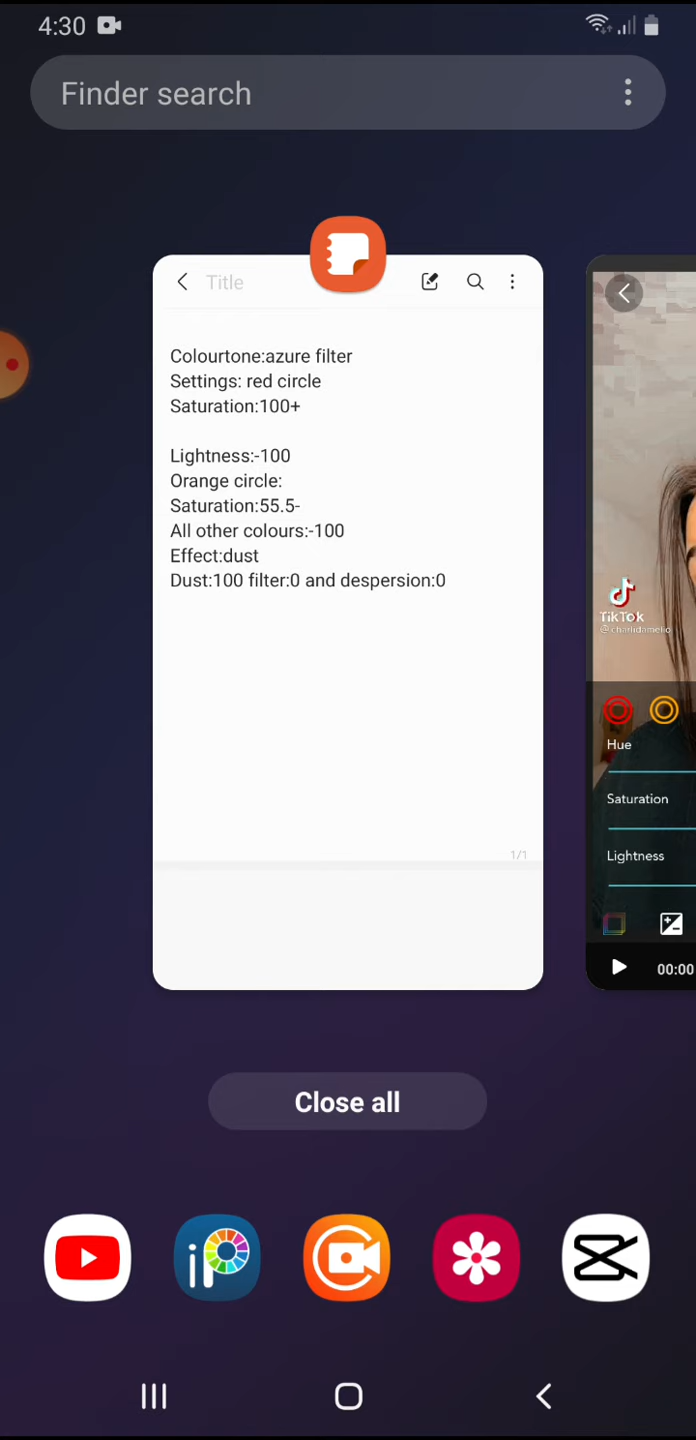 4:30
Finder search
Title
Colourtone:azure filter
Settings: red circle
Saturation:100+
Lightness:-100
Orange circle:
Saturation:55.5-
All other colours:-100
Effect:dust
Dust:100 filter:0 and despersion:0
1/1
TikTok
@charlidamelio
Hue
Saturation
Lightness
00:00
Close all
iP